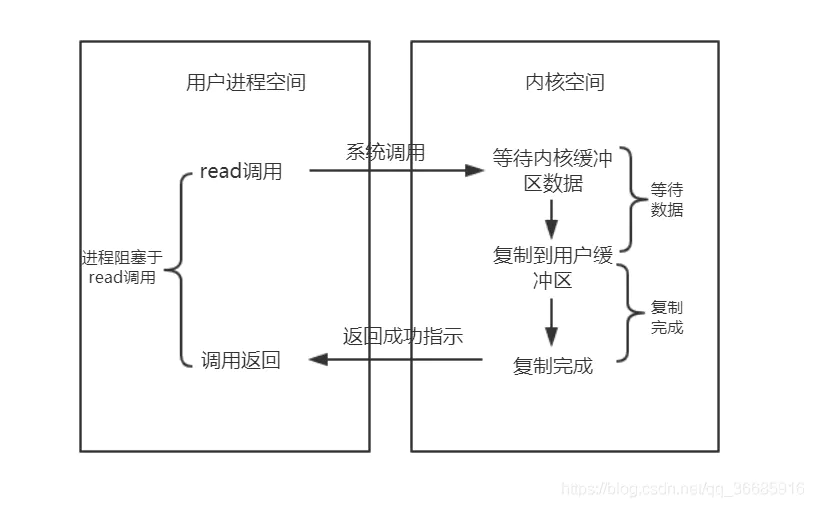 用户进程空间
内核空间
系统调用
read调用
等待内核缓冲
区数据
等待
数据
进程阻塞于
read调用
复制到用户缓
冲区
复制
完成
返回成功指示
调用返回
复制完成
https://blog.csdn.net/qq_36685916